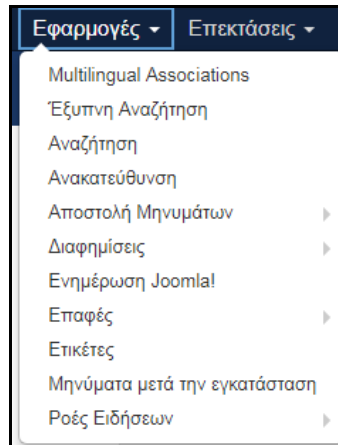 Εφαρμογές Επεκτάσεις
Multilingual Associations
Έξυπνη Αναζήτηση
Αναζήτηση
Ανακατεύθυνση
Αποστολή Μηνυμάτων
Διαφημίσεις
Ενημέρωση Joomla!
Επαφές
Ετικέτες
Μηνύματα μετά την εγκατάσταση
Ροές Ειδήσεων